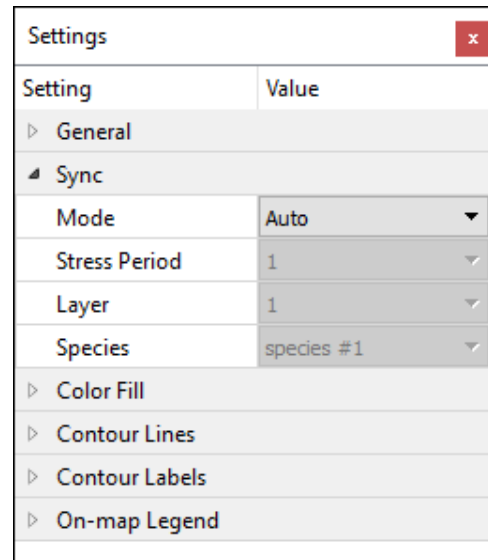 Settings
x
Setting Value
General
Sync
Mode Auto
Stress Period 1
Layer 1
Species species #1
Color Fill
Contour Lines
Contour Labels
On-map Legend